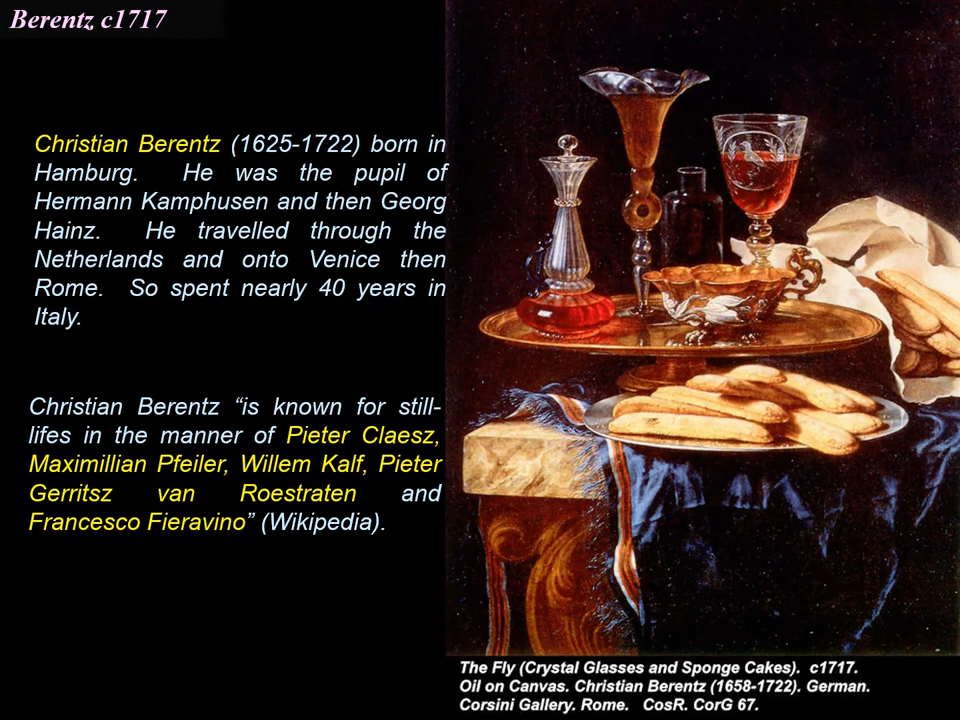 Berentz c1717
Christian Berentz (1625-1722) born in
Hamburg. He was the pupil of
Hermann Kamphusen and then Georg
Hainz. He travelled through the
Netherlands and onto Venice then
Rome. So spent nearly 40 years in
Italy.
Christian Berentz “is known for still-
lifes in the manner of Pieter Claesz,
Maximillian Pfeiler, Willem Kalf, Pieter
Gerritsz van Roestraten and
Francesco Fieravino” (Wikipedia).
The Fly (Crystal Glasses and Sponge Cakes). c1717.
Oil on Canvas. Christian Berentz (1658-1722). German.
Corsini Gallery. Rome. CosR. CorG 67.